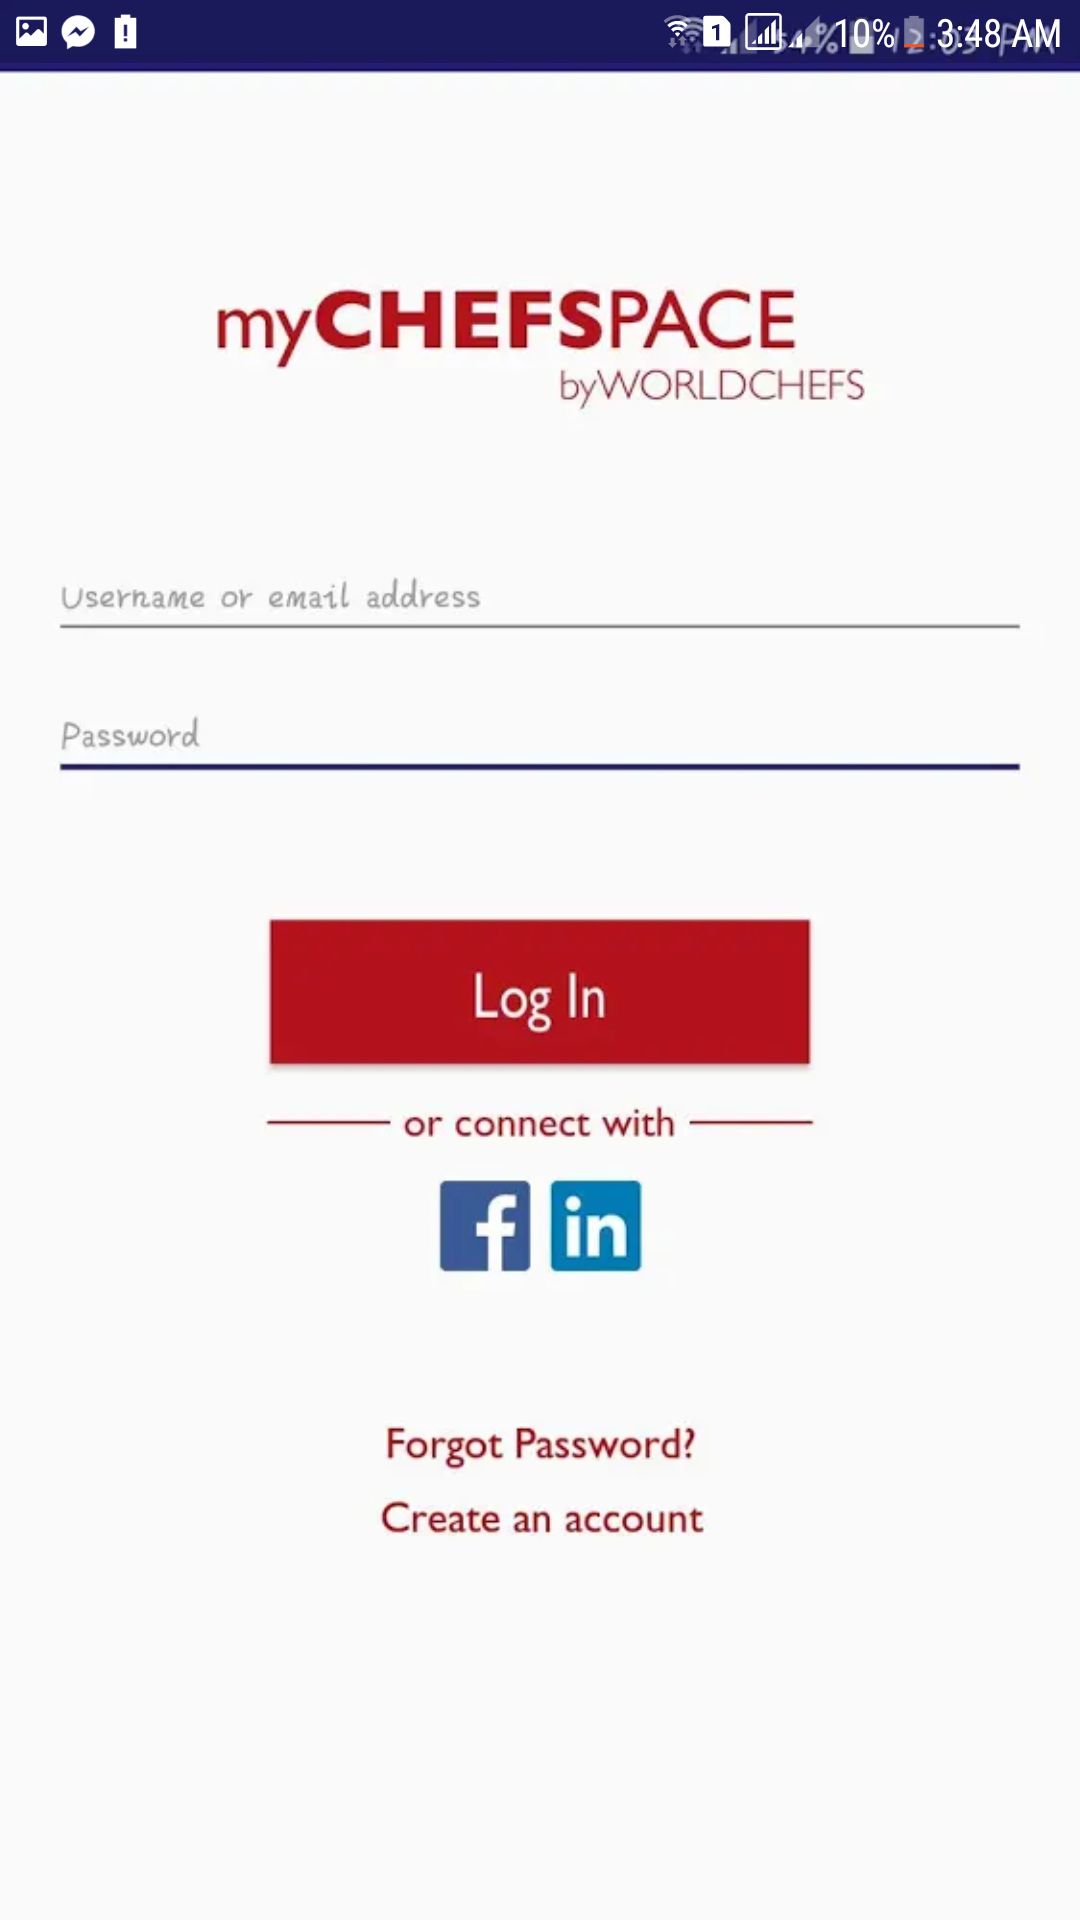 10% 3:48 AM
myCHEFSPACE
byWORLDCHEFS
Username or email address
Password
Log In
or connect with
f in
Forgot Password?
Create an account